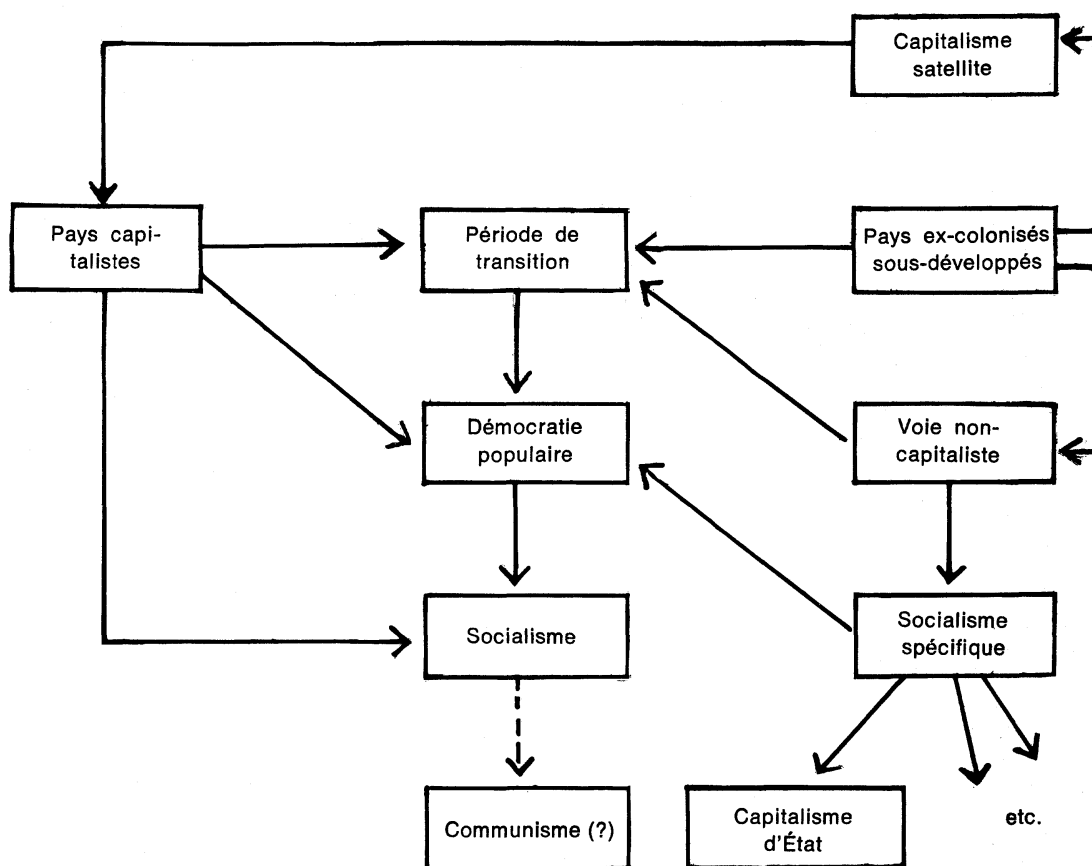 Capitalisme
satellite
Pays capi-
talistes
Période de
transition
Pays ex-colonisés
sous-développés
Démocratie
populaire
Voie non-
capitaliste
Socialisme
Socialisme
spécifique
Communisme (?)
Capitalisme
d'État
etc.